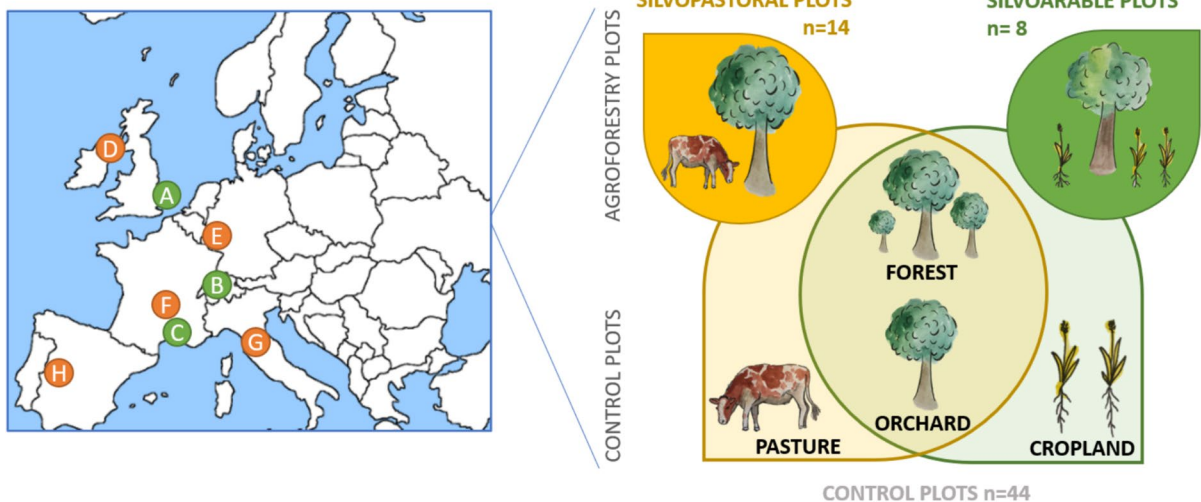 SILVOPASTORAL PLOTS
n=14
SILVOARABLE PLOTS
n= 8
AGROFORESTRY PLOTS
D
A
E
B
F
C
G
H
FOREST
CONTROL PLOTS
ORCHARD
PASTURE
CROPLAND
CONTROL PLOTS n=44